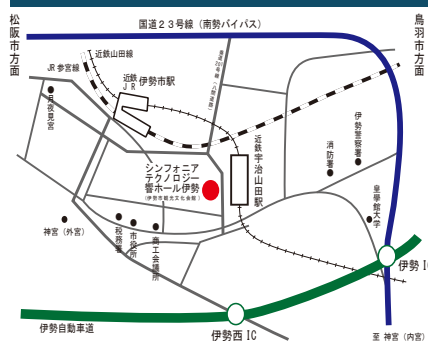 国道２３号線（南勢バイパス）
松阪市方面
鳥羽市方面
近鉄山田線
JR参宮線
近鉄
JR 伊勢市駅
月夜見宮
近鉄宇治山田駅
伊勢警察署
消防署
シンフォニア
テクノロジー
響ホール伊勢
（伊勢市観光文化会館）
皇學館大学
神宮（外宮）
税務署
市役所
商工会議所
伊勢IC
伊勢自動車道
伊勢西IC
至 神宮（内宮）